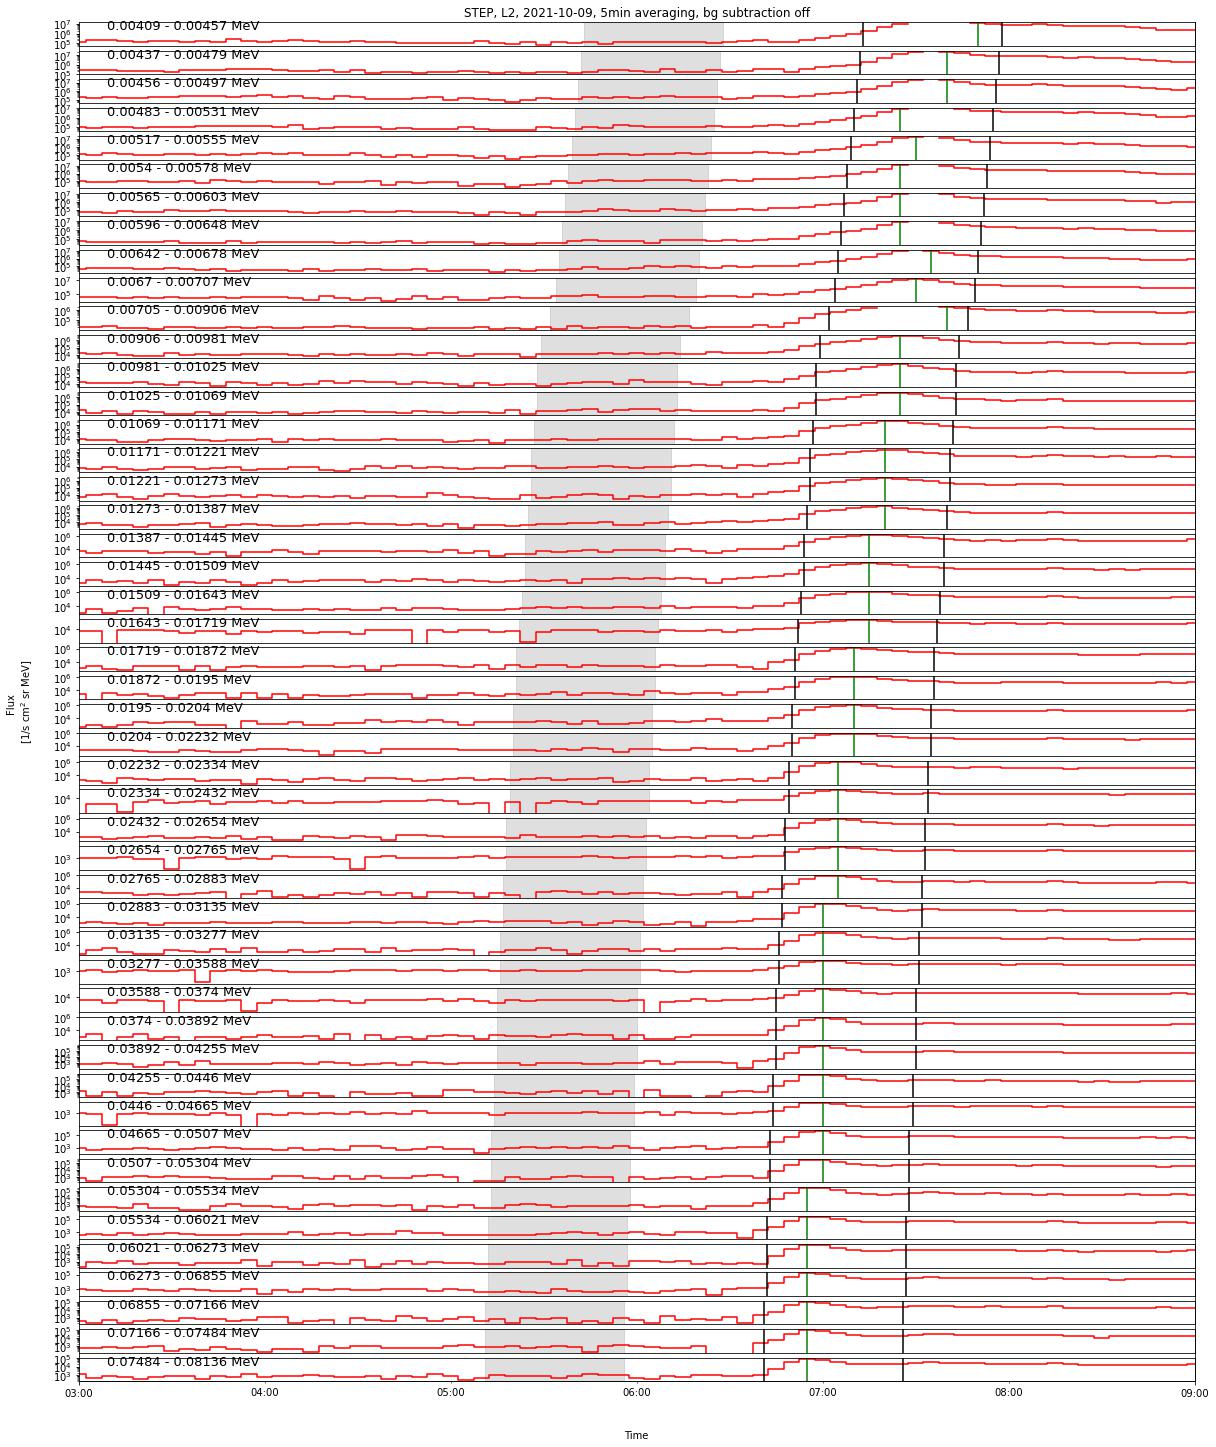 STEP, L2, 2021-10-09, 5min averaging, bg subtraction off
0.00409 - 0.00457 MeV
0.00437 - 0.00479 MeV
0.00456 - 0.00497 MeV
0.00483 - 0.00531 MeV
0.00517 - 0.00555 MeV
0.0054 - 0.00578 MeV
0.00565 - 0.00603 MeV
0.00596 - 0.00648 MeV
0.00642 - 0.00678 MeV
0.0067 - 0.00707 MeV
0.00705 - 0.00906 MeV
0.00906 - 0.00981 MeV
0.00981 - 0.01025 MeV
0.01025 - 0.01069 MeV
0.01069 - 0.01171 MeV
0.01171 - 0.01221 MeV
0.01221 - 0.01273 MeV
0.01273 - 0.01387 MeV
0.01387 - 0.01445 MeV
0.01445 - 0.01509 MeV
0.01509 - 0.01643 MeV
0.01643 - 0.01719 MeV
0.01719 - 0.01872 MeV
0.01872 - 0.0195 MeV
0.0195 - 0.0204 MeV
0.0204 - 0.02232 MeV
0.02232 - 0.02334 MeV
0.02334 - 0.02432 MeV
0.02432 - 0.02654 MeV
0.02654 - 0.02765 MeV
0.02765 - 0.02883 MeV
0.02883 - 0.03135 MeV
0.03135 - 0.03277 MeV
0.03277 - 0.03588 MeV
0.03588 - 0.0374 MeV
0.0374 - 0.03892 MeV
0.03892 - 0.04255 MeV
0.04255 - 0.0446 MeV
0.0446 - 0.04665 MeV
0.04665 - 0.0507 MeV
0.0507 - 0.05304 MeV
0.05304 - 0.05534 MeV
0.05534 - 0.06021 MeV
0.06021 - 0.06273 MeV
0.06273 - 0.06855 MeV
0.06855 - 0.07166 MeV
0.07166 - 0.07484 MeV
0.07484 - 0.08136 MeV
Flux
[1/s cm² sr MeV]
03:00 04:00 05:00 06:00 07:00 08:00 09:00
Time